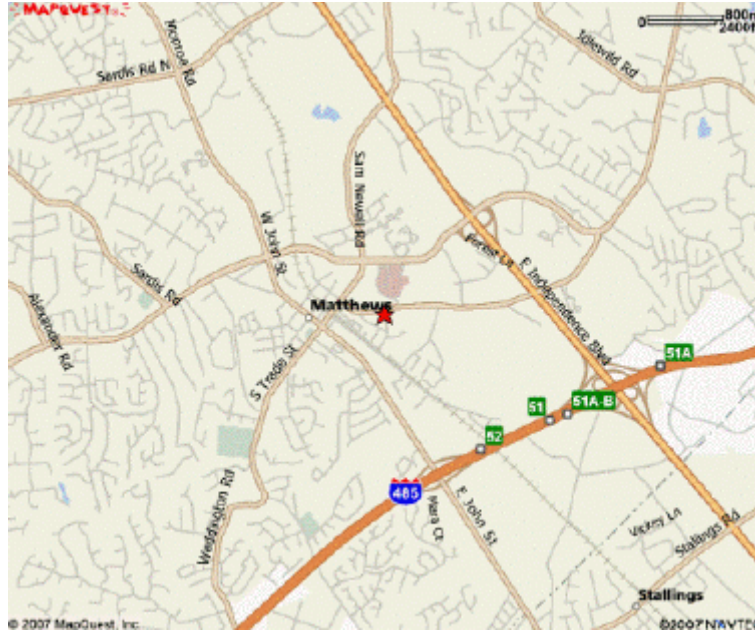 MAPQUEST
0 800m
2400ft
Monroe Rd
Sardis Rd N
Idlewild Rd
Sam Newell Rd
W John St
Forest Ln
E Independence Blvd
Sardis Rd
Alexander Rd
Matthews
S Trade St
51A
51A-B
51
52
485
Weddington Rd
Mara Ct
E John St
Vickery Ln
Stallings Rd
Stallings
© 2007 MapQuest, Inc.
©2007 NAVTE